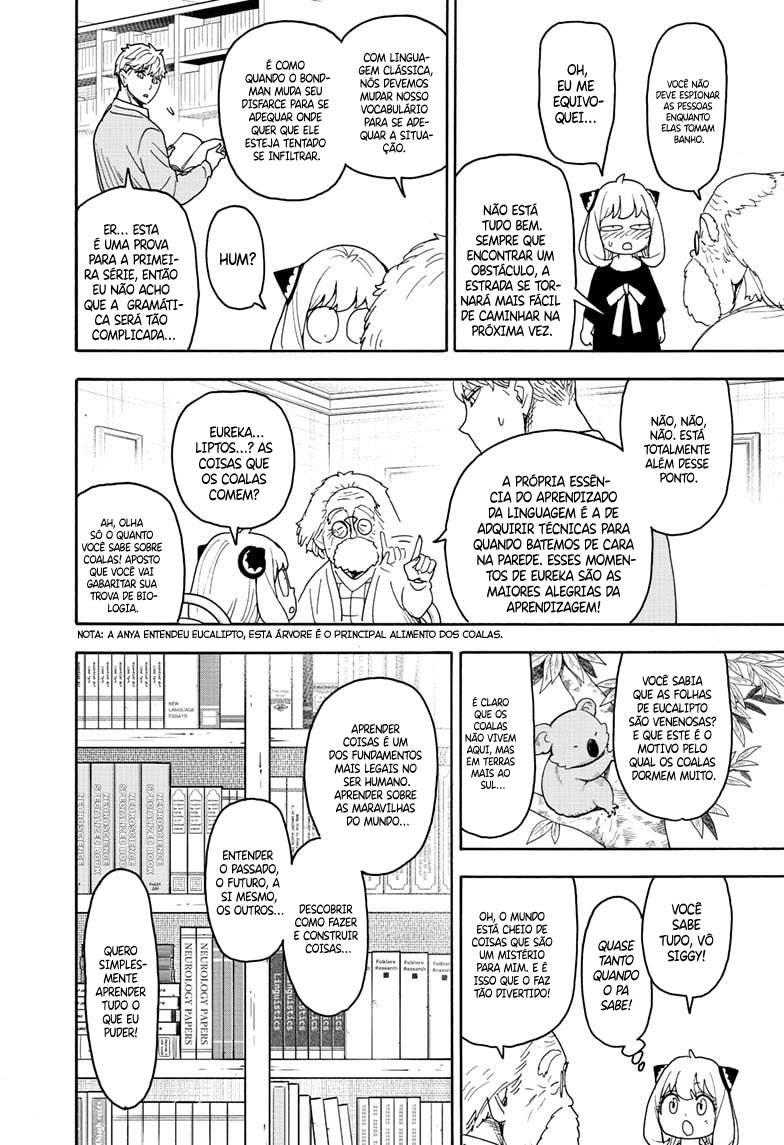 VOCÊ NÃO
DEVE ESPIONAR
AS PESSOAS
ENQUANTO
ELAS TOMAM
BANHO.
OH,
EU ME
EQUIVO-
QUEI...
NÃO ESTÁ
TUDO BEM.
SEMPRE QUE
ENCONTRAR UM
OBSTÁCULO, A
ESTRADA SE TOR-
NARÁ MAIS FÁCIL
DE CAMINHAR NA
PRÓXIMA VEZ.
COM LINGUA-
GEM CLÁSSICA,
NÓS DEVEMOS
MUDAR NOSSO
VOCABULÁRIO
PARA SE ADE-
QUAR A SITUA-
ÇÃO.
É COMO
QUANDO O BOND-
MAN MUDA SEU
DISFARCE PARA SE
ADEQUAR ONDE
QUER QUE ELE
ESTEJA TENTADO
SE INFILTRAR.
HUM?
ER... ESTA
É UMA PROVA
PARA A PRIMEI-
RA SÉRIE, ENTÃO
EU NÃO ACHO
QUE A GRAMÁTI-
CA SERÁ TÃO
COMPLICADA...
NÃO, NÃO,
NÃO. ESTÁ
TOTALMENTE
ALÉM DESSE
PONTO.
A PRÓPRIA ESSÊN-
CIA DO APRENDIZADO
DA LINGUAGEM É A DE
ADQUIRIR TÉCNICAS PARA
QUANDO BATEMOS DE CARA
NA PAREDE. ESSES MOMEN-
TOS DE EUREKA SÃO AS
MAIORES ALEGRIAS DA
APRENDIZAGEM!
EUREKA...
LIPTOS...? AS
COISAS QUE
OS COALAS
COMEM?
AH, OLHA
SÓ O QUANTO
VOCÊ SABE SOBRE
COALAS! APOSTO
QUE VOCÊ VAI
GABARITAR SUA
TROVA DE BIO-
LOGIA.
NOTA: A ANYA ENTENDEU EUCALIPTO, ESTA ÁRVORE É O PRINCIPAL ALIMENTO DOS COALAS.
VOCÊ SABIA
QUE AS FOLHAS
DE EUCALIPTO
SÃO VENENOSAS?
E QUE ESTE É O
MOTIVO PELO
QUAL OS COALAS
DORMEM MUITO.
É CLARO
QUE OS
COALAS
NÃO VIVEM
AQUI, MAS
EM TERRAS
MAIS AO
SUL...
VOCÊ
SABE
TUDO, VÔ
SIGGY!
QUASE
TANTO
QUANDO
O PA
SABE!
OH, O MUNDO
ESTÁ CHEIO DE
COISAS QUE SÃO
UM MISTÉRIO
PARA MIM. E É
ISSO QUE O FAZ
TÃO DIVERTIDO!
APRENDER
COISAS É UM
DOS FUNDAMENTOS
MAIS LEGAIS NO
SER HUMANO.
APRENDER SOBRE
AS MARAVILHAS
DO MUNDO...
DESCOBRIR
COMO FAZER
E CONSTRUIR
COISAS...
ENTENDER
O PASSADO,
O FUTURO, A
SI MESMO,
OS OUTROS...
QUERO
SIMPLES-
MENTE
APRENDER
TUDO O
QUE EU
PUDER!
NEW
LANGUAGE
ESSAYS
NEUROSCIENCE
SPECIALIZED BOOK
NEUROSCIENCE
SPECIALIZED BOOK
NEUROLOGY PAPERS
NEUROLOGY PAPERS
Linguistics
Linguistics
Folklore
Research
Folklore
Research